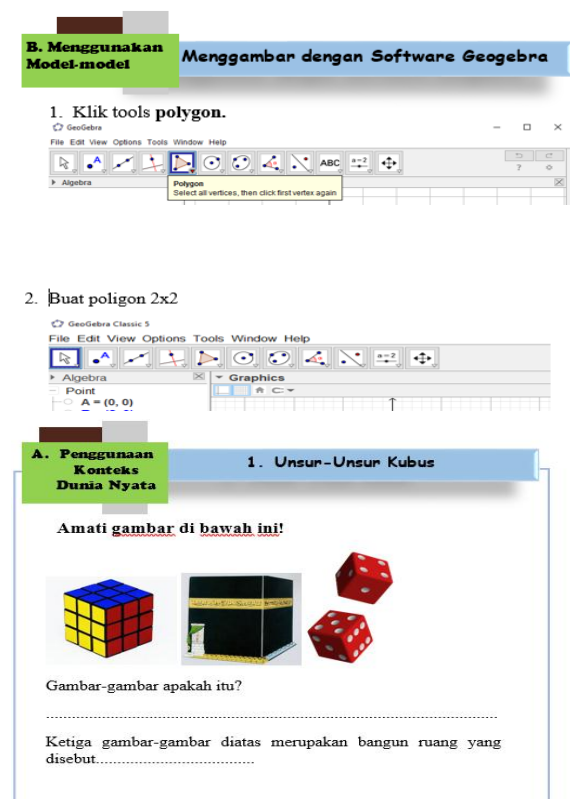 B. Menggunakan
Model-model
Menggambar dengan Software Geogebra
1. Klik tools polygon.
GeoGebra
File Edit View Options Tools Window Help
A
ABC
a=2
?
Algebra
Polygon
Select all vertices, then click first vertex again
2. Buat poligon 2x2
GeoGebra Classic 5
File Edit View Options Tools Window Help
A
a=2
Algebra
Graphics
Point
A = (0, 0)
A. Penggunaan
Konteks
Dunia Nyata
1. Unsur-Unsur Kubus
Amati gambar di bawah ini!
Gambar-gambar apakah itu?
Ketiga gambar-gambar diatas merupakan bangun ruang yang
disebut....................................